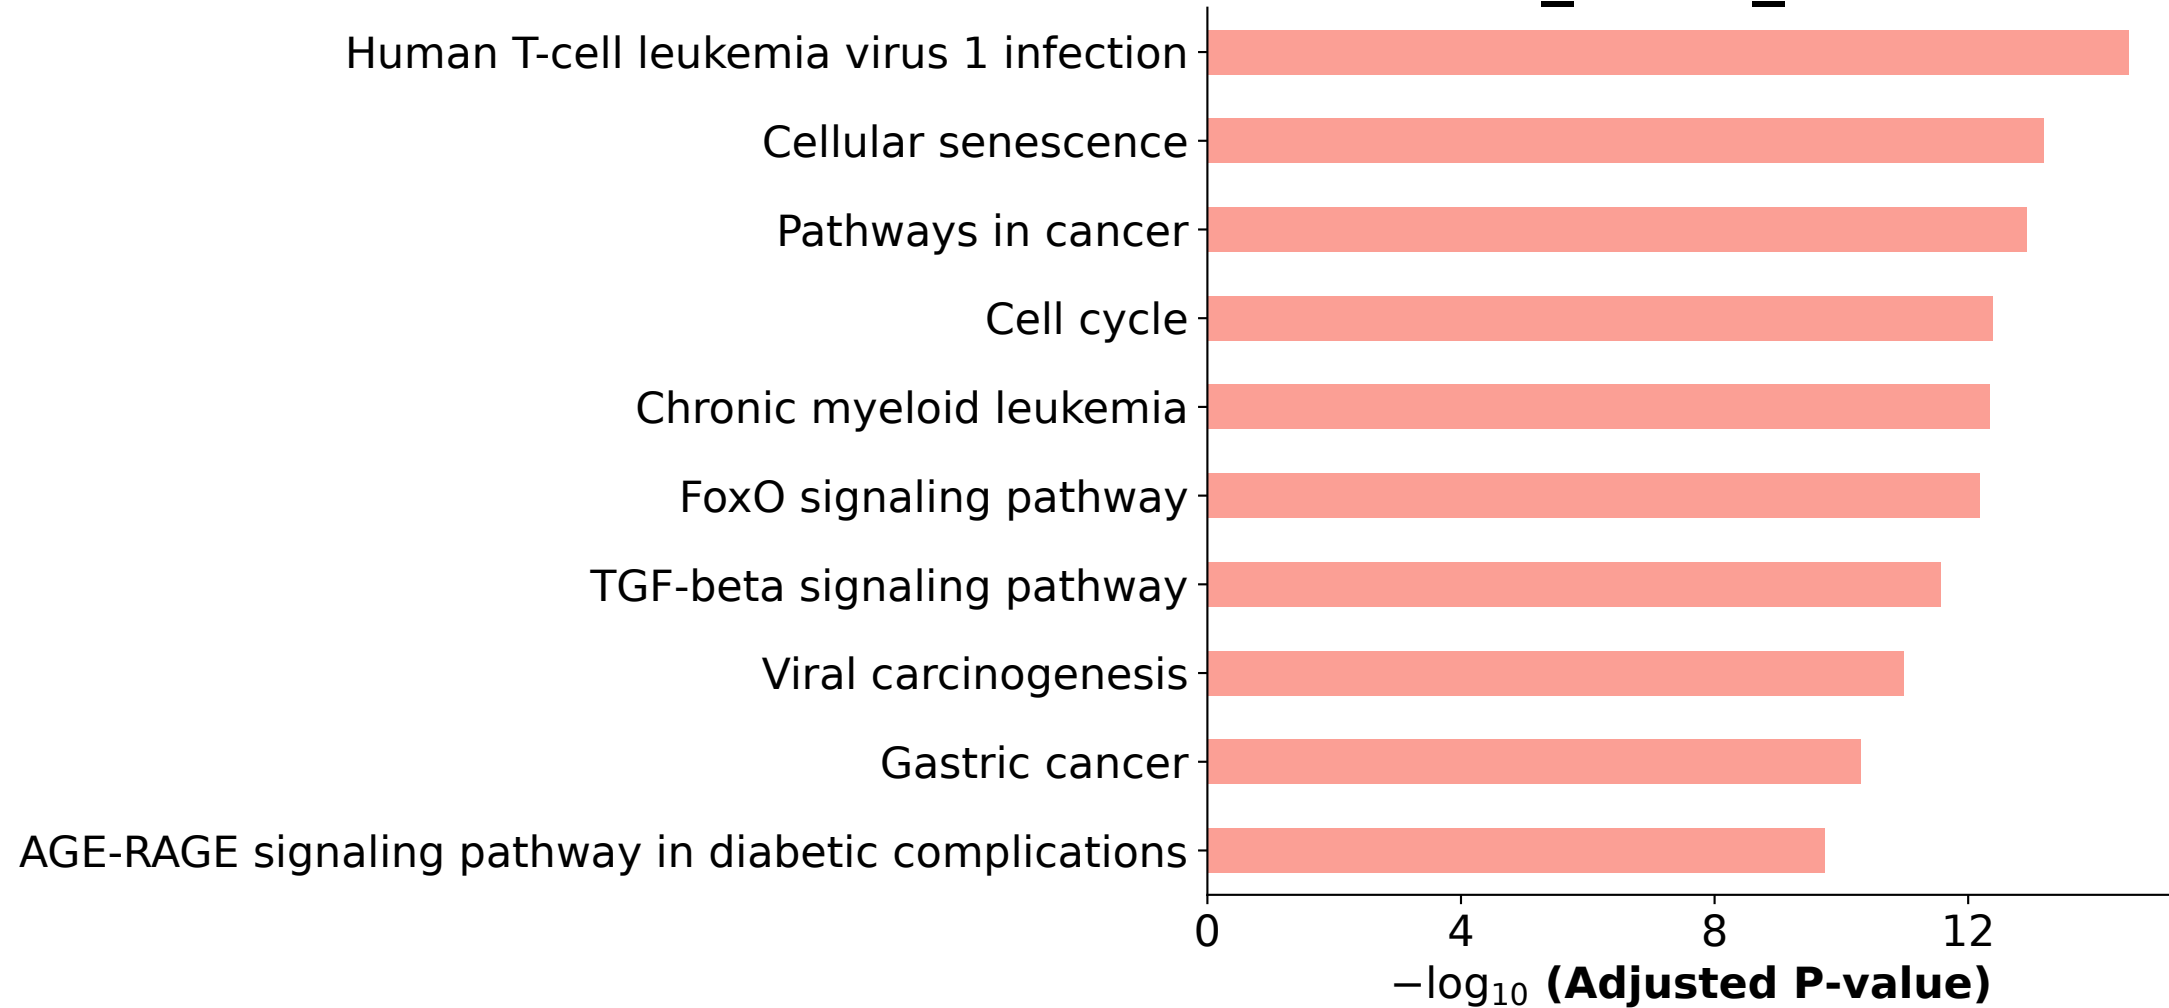 Human T-cell leukemia virus 1 infection
Cellular senescence
Pathways in cancer
Cell cycle
Chronic myeloid leukemia
FoxO signaling pathway
TGF-beta signaling pathway
Viral carcinogenesis
Gastric cancer
AGE-RAGE signaling pathway in diabetic complications
0 4 8 12
−log₁₀ (Adjusted P-value)